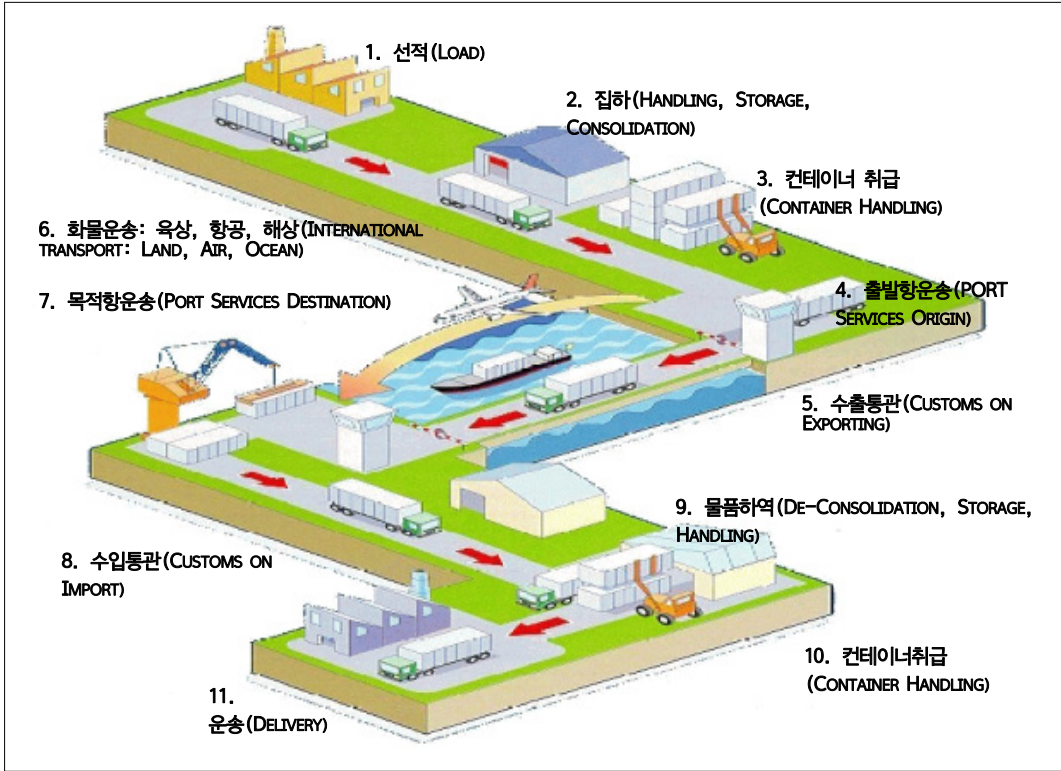 1. 선적(LOAD)
2. 집하(HANDLING, STORAGE,
CONSOLIDATION)
3. 컨테이너 취급
(CONTAINER HANDLING)
4. 출발항운송(PORT
SERVICES ORIGIN)
5. 수출통관(CUSTOMS ON
EXPORTING)
6. 화물운송: 육상, 항공, 해상(INTERNATIONAL
TRANSPORT: LAND, AIR, OCEAN)
7. 목적항운송(PORT SERVICES DESTINATION)
8. 수입통관(CUSTOMS ON
IMPORT)
9. 물품하역(DE-CONSOLIDATION, STORAGE,
HANDLING)
10. 컨테이너취급
(CONTAINER HANDLING)
11.
운송(DELIVERY)